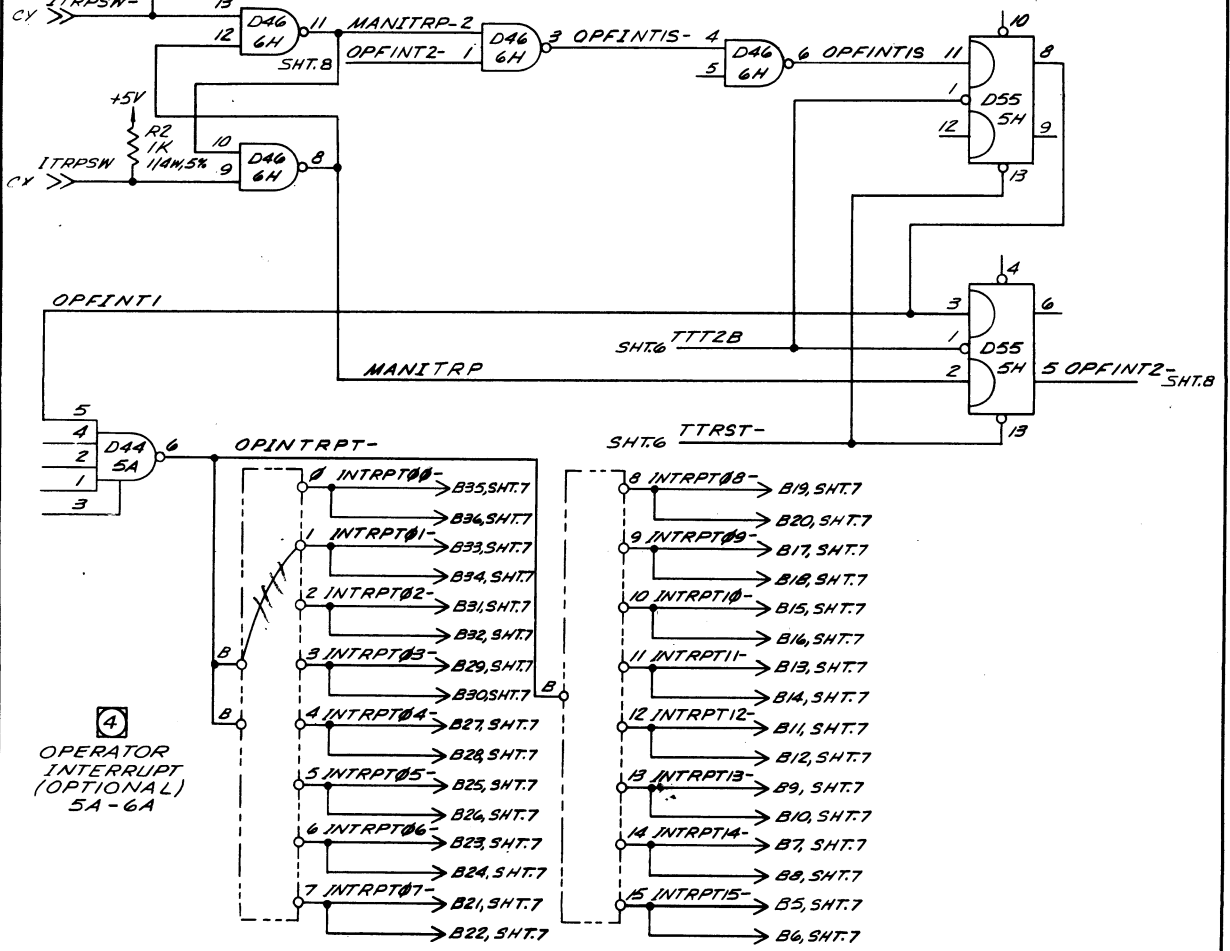 ITRPSW-
CY
13
D46
6H
11
MANITRP-2
12
SHT.8
OPFINT2-
1
D46
6H
3 OPFINT1S-
4
5
D46
6H
6 OPFINT1S
11
10
8
1
D55
5H
12
9
13
+5V
R2
1K
1/4W,5%
ITRPSW
CX
10
9
D46
6H
8
OPFINT1
SHT.6 TTT2B
MANITRP
SHT.6 TTRST-
3
4
6
1
D55
5H
2
5 OPFINT2-
SHT.8
13
5
4
2
1
3
D44
5A
6
OPINTRPT-
B
B
B
4
OPERATOR
INTERRUPT
(OPTIONAL)
5A-6A
0 INTRPT00-
B35, SHT.7
B36, SHT.7
1 INTRPT01-
B33, SHT.7
B34, SHT.7
2 INTRPT02-
B31, SHT.7
B32, SHT.7
3 INTRPT03-
B29, SHT.7
B30, SHT.7
4 INTRPT04-
B27, SHT.7
B28, SHT.7
5 INTRPT05-
B25, SHT.7
B26, SHT.7
6 INTRPT06-
B23, SHT.7
B24, SHT.7
7 INTRPT07-
B21, SHT.7
B22, SHT.7
8 INTRPT08-
B19, SHT.7
B20, SHT.7
9 INTRPT09-
B17, SHT.7
B18, SHT.7
10 INTRPT10-
B15, SHT.7
B16, SHT.7
11 INTRPT11-
B13, SHT.7
B14, SHT.7
12 INTRPT12-
B11, SHT.7
B12, SHT.7
13 INTRPT13-
B9, SHT.7
B10, SHT.7
14 INTRPT14-
B7, SHT.7
B8, SHT.7
15 INTRPT15-
B5, SHT.7
B6, SHT.7